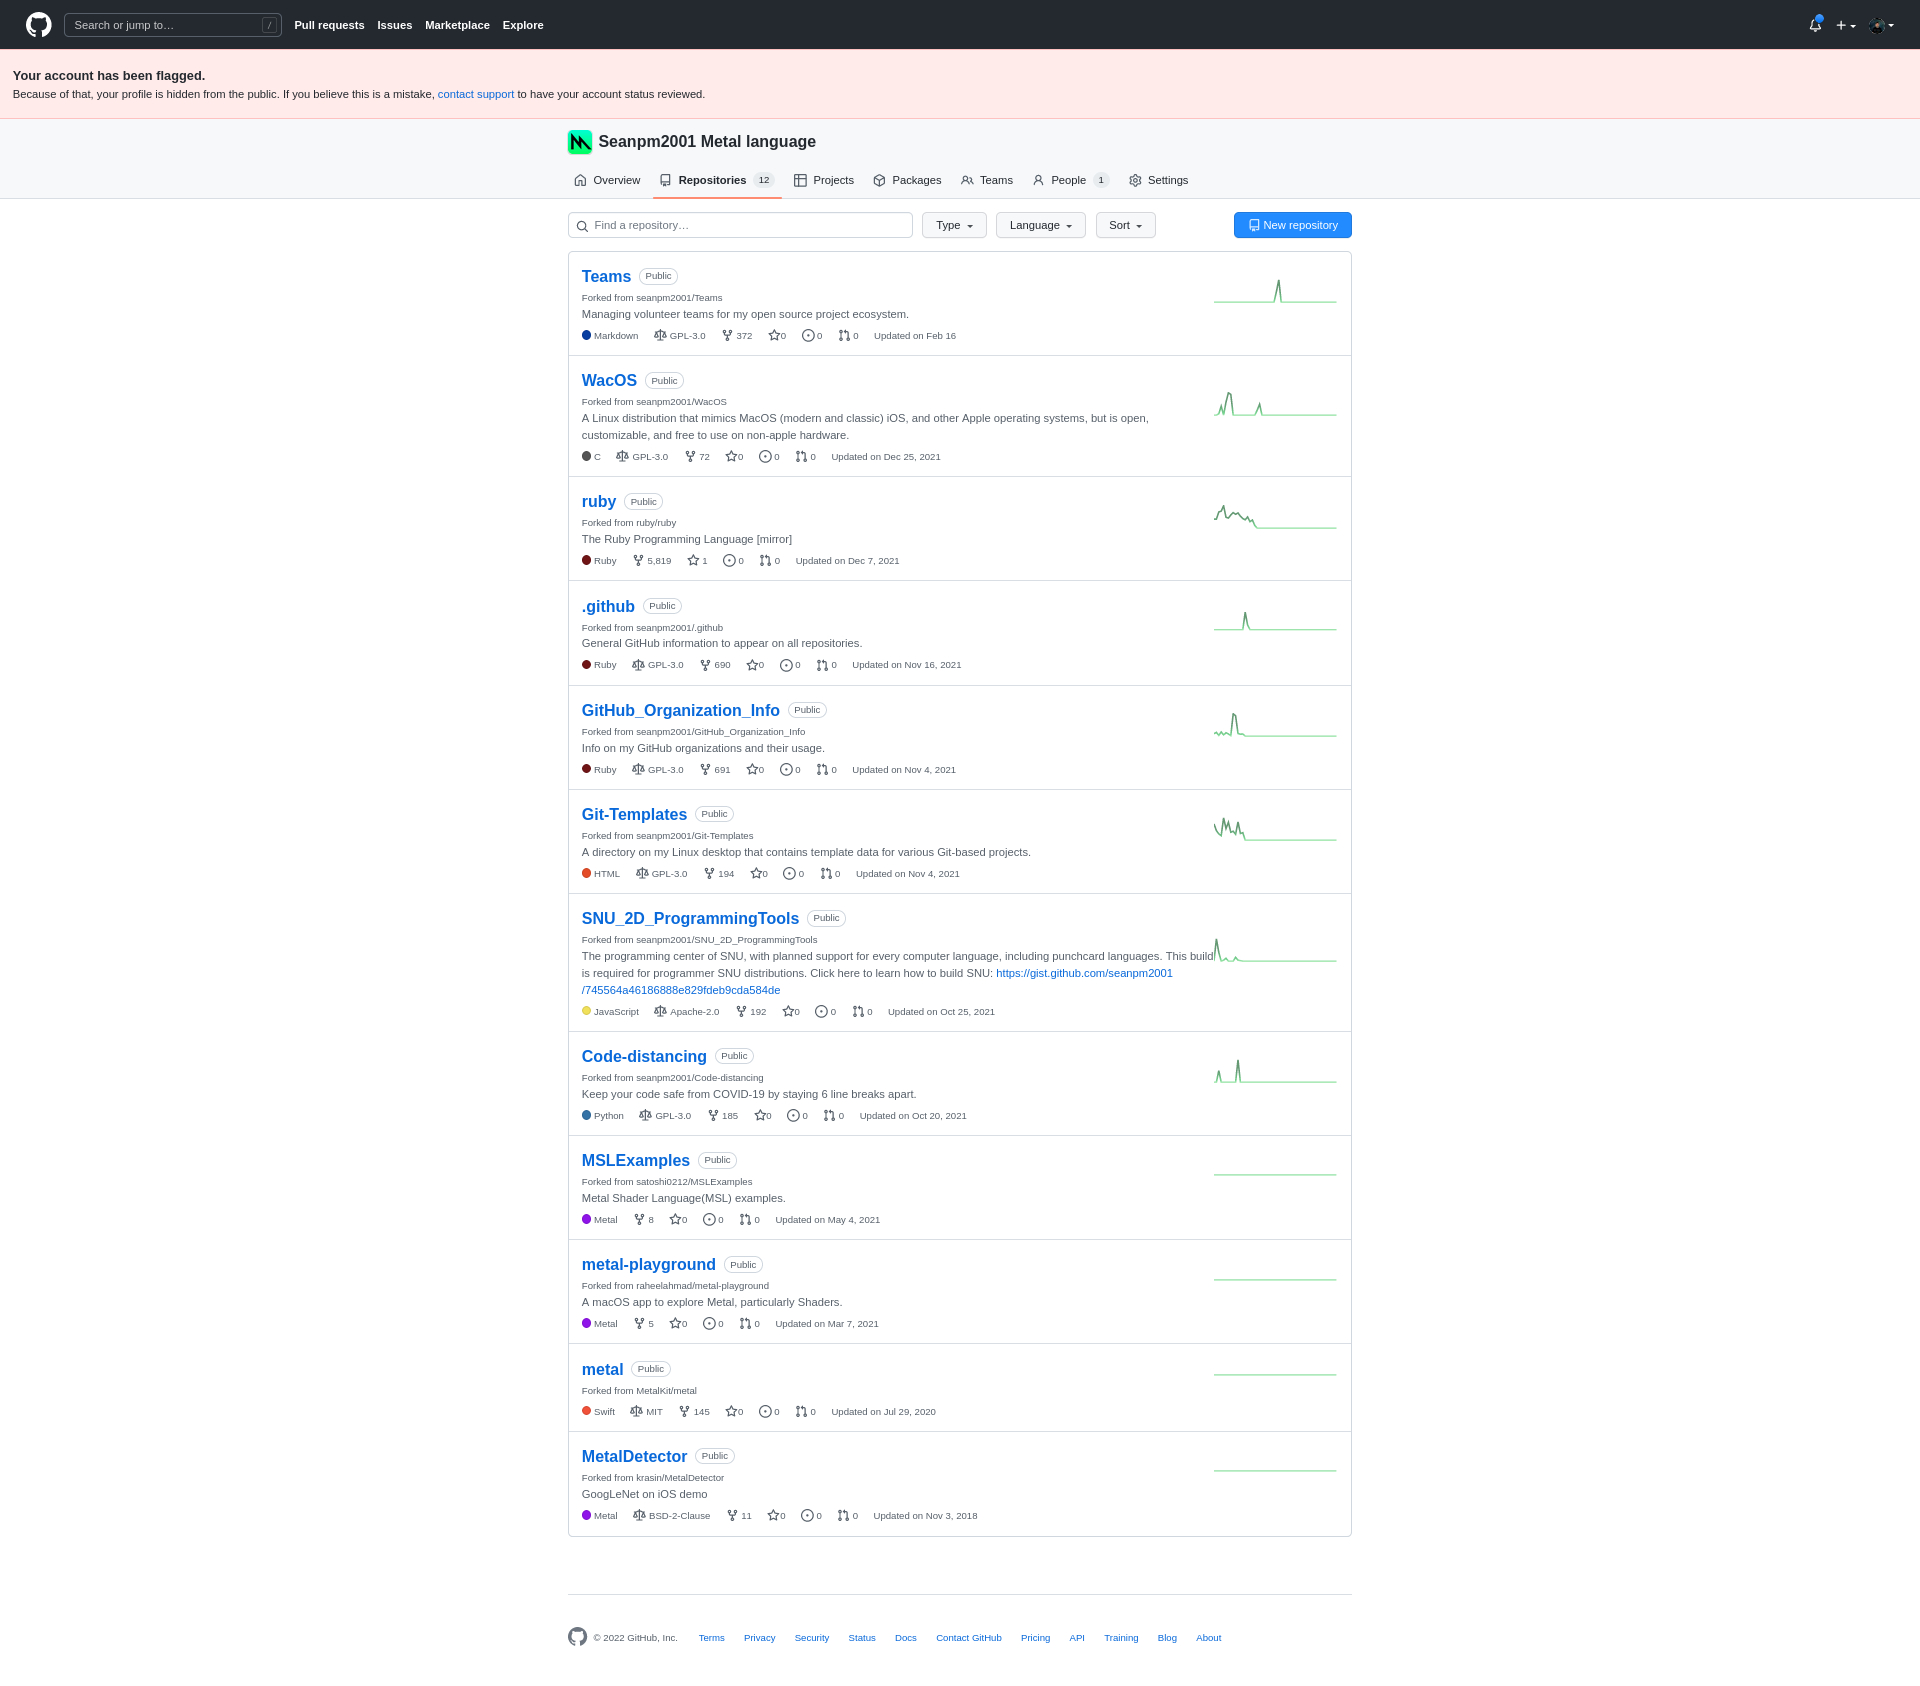 Search or jump to… /
Pull requests Issues Marketplace Explore
Your account has been flagged.
Because of that, your profile is hidden from the public. If you believe this is a mistake, contact support to have your account status reviewed.
Seanpm2001 Metal language
Overview Repositories 12 Projects Packages Teams People 1 Settings
Find a repository… Type Language Sort New repository
Teams Public
Forked from seanpm2001/Teams
Managing volunteer teams for my open source project ecosystem.
Markdown GPL-3.0 372 0 0 0 Updated on Feb 16
WacOS Public
Forked from seanpm2001/WacOS
A Linux distribution that mimics MacOS (modern and classic) iOS, and other Apple operating systems, but is open,
customizable, and free to use on non-apple hardware.
C GPL-3.0 72 0 0 0 Updated on Dec 25, 2021
ruby Public
Forked from ruby/ruby
The Ruby Programming Language [mirror]
Ruby 5,819 1 0 0 Updated on Dec 7, 2021
.github Public
Forked from seanpm2001/.github
General GitHub information to appear on all repositories.
Ruby GPL-3.0 690 0 0 0 Updated on Nov 16, 2021
GitHub_Organization_Info Public
Forked from seanpm2001/GitHub_Organization_Info
Info on my GitHub organizations and their usage.
Ruby GPL-3.0 691 0 0 0 Updated on Nov 4, 2021
Git-Templates Public
Forked from seanpm2001/Git-Templates
A directory on my Linux desktop that contains template data for various Git-based projects.
HTML GPL-3.0 194 0 0 0 Updated on Nov 4, 2021
SNU_2D_ProgrammingTools Public
Forked from seanpm2001/SNU_2D_ProgrammingTools
The programming center of SNU, with planned support for every computer language, including punchcard languages. This build
is required for programmer SNU distributions. Click here to learn how to build SNU: https://gist.github.com/seanpm2001
/745564a46186888e829fdeb9cda584de
JavaScript Apache-2.0 192 0 0 0 Updated on Oct 25, 2021
Code-distancing Public
Forked from seanpm2001/Code-distancing
Keep your code safe from COVID-19 by staying 6 line breaks apart.
Python GPL-3.0 185 0 0 0 Updated on Oct 20, 2021
MSLExamples Public
Forked from satoshi0212/MSLExamples
Metal Shader Language(MSL) examples.
Metal 8 0 0 0 Updated on May 4, 2021
metal-playground Public
Forked from raheelahmad/metal-playground
A macOS app to explore Metal, particularly Shaders.
Metal 5 0 0 0 Updated on Mar 7, 2021
metal Public
Forked from MetalKit/metal
Swift MIT 145 0 0 0 Updated on Jul 29, 2020
MetalDetector Public
Forked from krasin/MetalDetector
GoogLeNet on iOS demo
Metal BSD-2-Clause 11 0 0 0 Updated on Nov 3, 2018
© 2022 GitHub, Inc. Terms Privacy Security Status Docs Contact GitHub Pricing API Training Blog About